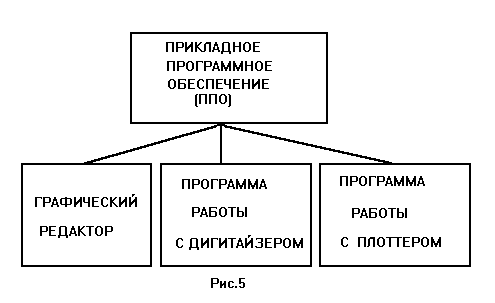 ПРИКЛАДНОЕ
ПРОГРАММНОЕ
ОБЕСПЕЧЕНИЕ
(ППО)
ГРАФИЧЕСКИЙ
РЕДАКТОР
ПРОГРАММА
РАБОТЫ
С ДИГИТАЙЗЕРОМ
ПРОГРАММА
РАБОТЫ
С ПЛОТТЕРОМ
Рис.5